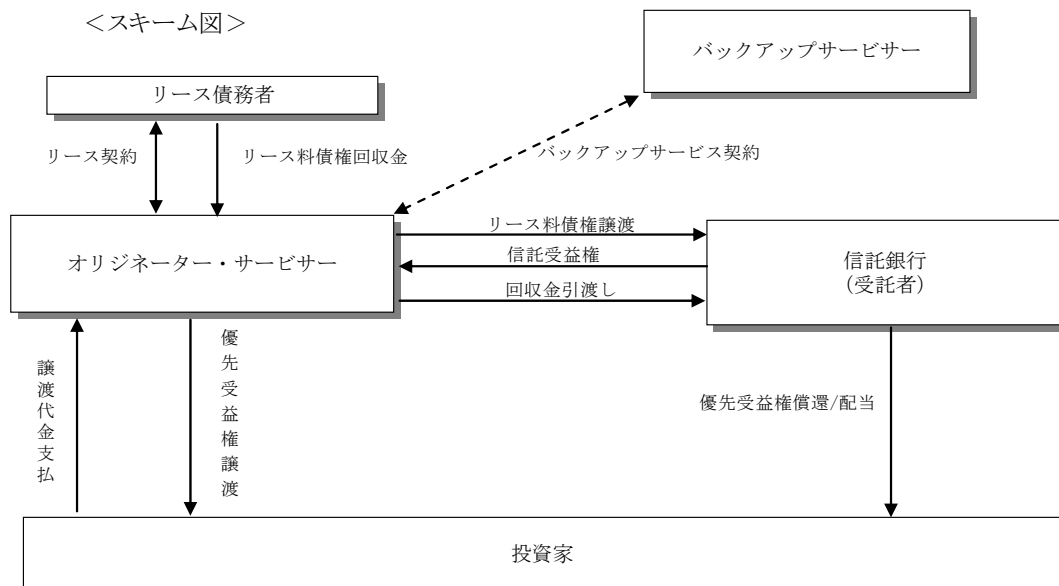 ＜スキーム図＞
バックアップサービサー
リース債務者
リース契約
リース料債権回収金
バックアップサービス契約
リース料債権譲渡
オリジネーター・サービサー
信託受益権
信託銀行
（受託者）
回収金引渡し
譲渡代金支払
優先受益権譲渡
優先受益権償還/配当
投資家